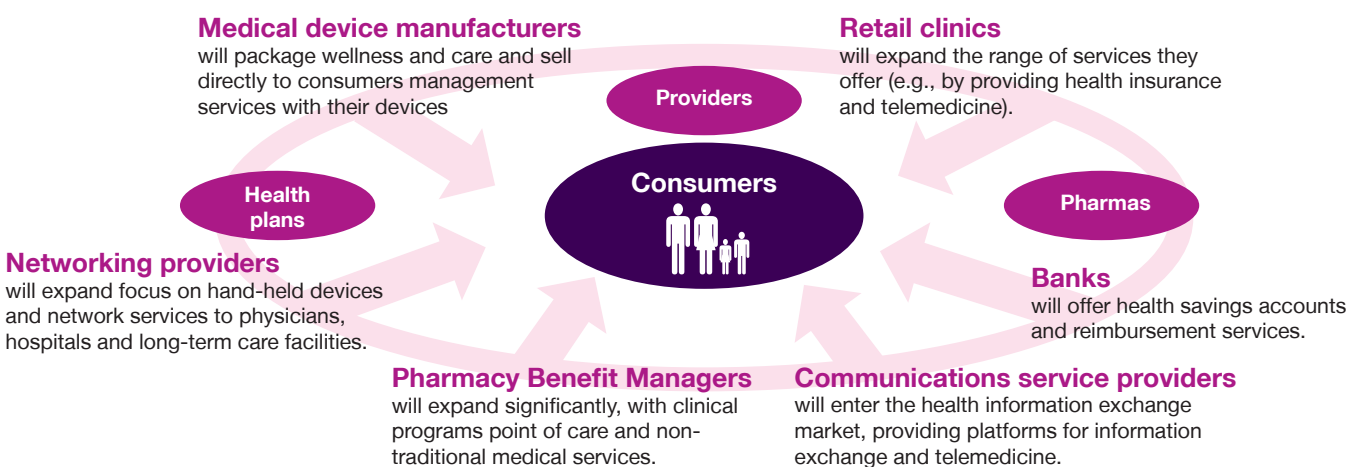 Medical device manufacturers
will package wellness and care and sell
directly to consumers management
services with their devices
Retail clinics
will expand the range of services they
offer (e.g., by providing health insurance
and telemedicine).
Providers
Consumers
Health
plans
Pharmas
Networking providers
will expand focus on hand-held devices
and network services to physicians,
hospitals and long-term care facilities.
Banks
will offer health savings accounts
and reimbursement services.
Pharmacy Benefit Managers
will expand significantly, with clinical
programs point of care and non-
traditional medical services.
Communications service providers
will enter the health information exchange
market, providing platforms for information
exchange and telemedicine.